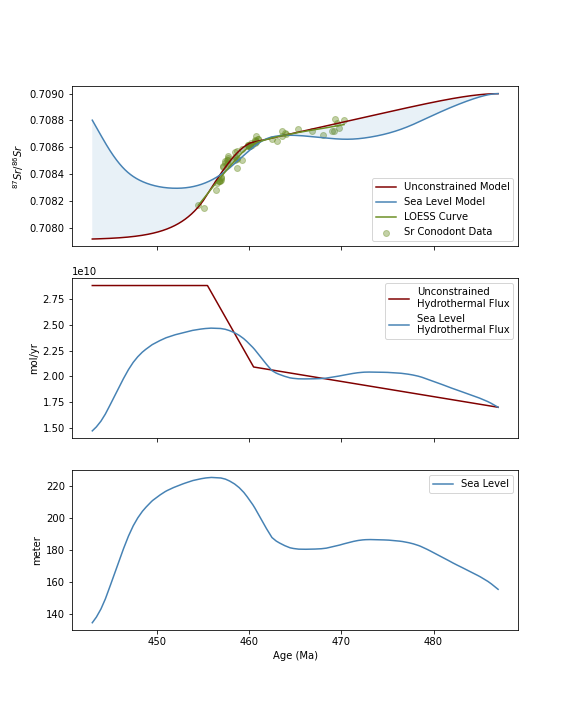 0.7090
0.7088
0.7086
0.7084
0.7082
0.7080
87Sr/86Sr
Unconstrained Model
Sea Level Model
LOESS Curve
Sr Conodont Data
1e10
2.75
2.50
2.25
2.00
1.75
1.50
mol/yr
Unconstrained
Hydrothermal Flux
Sea Level
Hydrothermal Flux
220
200
180
160
140
meter
Sea Level
450 460 470 480
Age (Ma)